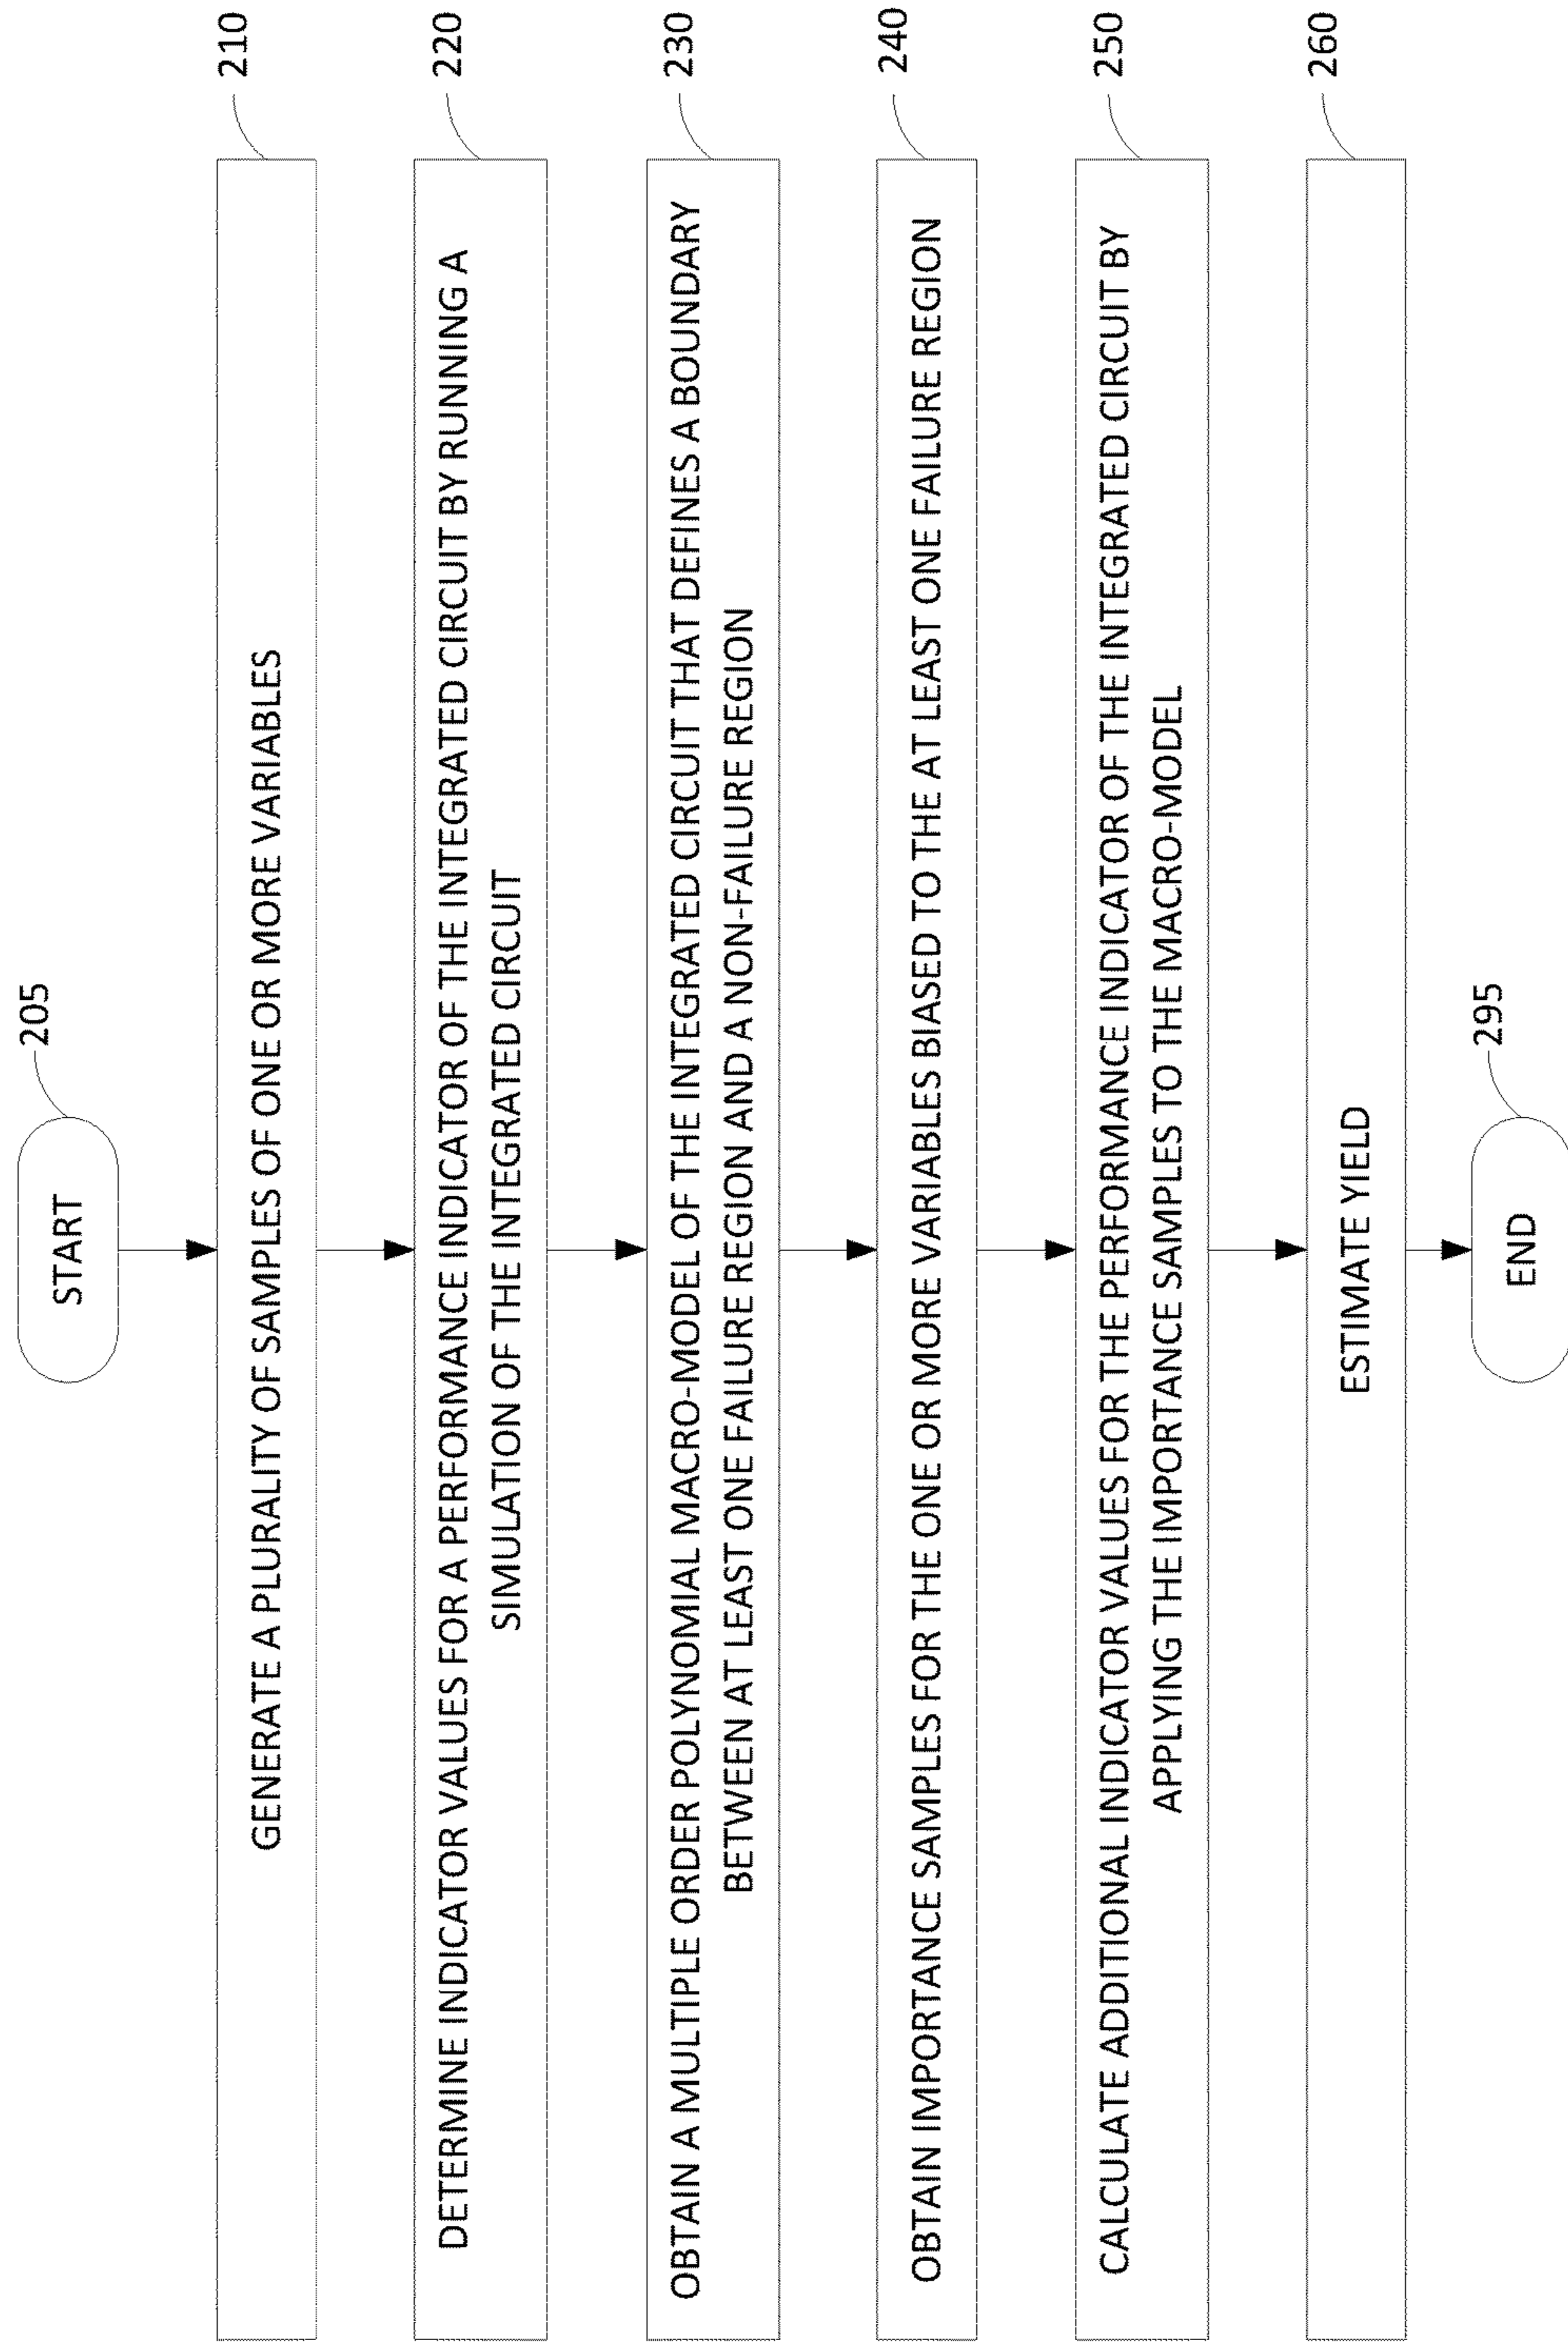 205
START
210
GENERATE A PLURALITY OF SAMPLES OF ONE OR MORE VARIABLES
220
DETERMINE INDICATOR VALUES FOR A PERFORMANCE INDICATOR OF THE INTEGRATED CIRCUIT BY RUNNING A
SIMULATION OF THE INTEGRATED CIRCUIT
230
OBTAIN A MULTIPLE ORDER POLYNOMIAL MACRO-MODEL OF THE INTEGRATED CIRCUIT THAT DEFINES A BOUNDARY
BETWEEN AT LEAST ONE FAILURE REGION AND A NON-FAILURE REGION
240
OBTAIN IMPORTANCE SAMPLES FOR THE ONE OR MORE VARIABLES BIASED TO THE AT LEAST ONE FAILURE REGION
250
CALCULATE ADDITIONAL INDICATOR VALUES FOR THE PERFORMANCE INDICATOR OF THE INTEGRATED CIRCUIT BY
APPLYING THE IMPORTANCE SAMPLES TO THE MACRO-MODEL
260
ESTIMATE YIELD
295
END